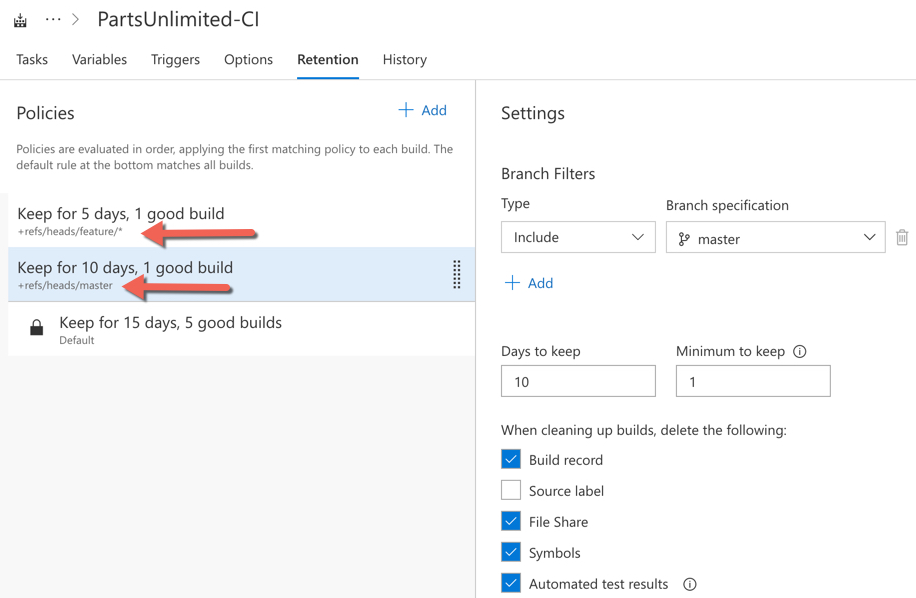 ... > PartsUnlimited-CI
Tasks Variables Triggers Options Retention History
Policies
+ Add
Policies are evaluated in order, applying the first matching policy to each build. The
default rule at the bottom matches all builds.
Keep for 5 days, 1 good build
+refs/heads/feature/*
Keep for 10 days, 1 good build
+refs/heads/master
Keep for 15 days, 5 good builds
Default
Settings
Branch Filters
Type Branch specification
Include master
+ Add
Days to keep Minimum to keep
10 1
When cleaning up builds, delete the following:
Build record
Source label
File Share
Symbols
Automated test results